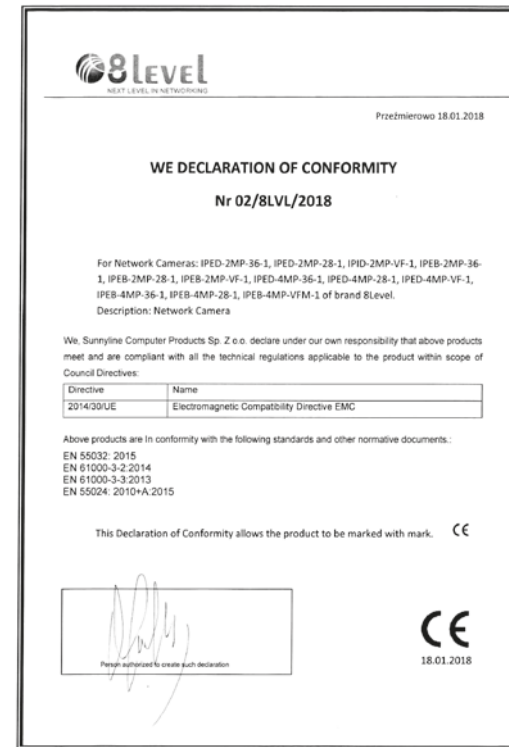 8LEVEL
NEXT LEVEL IN NETWORKING
Przeźmierowo 18.01.2018
WE DECLARATION OF CONFORMITY
Nr 02/8LVL/2018
For Network Cameras: IPED-2MP-36-1, IPED-2MP-28-1, IPID-2MP-VF-1, IPEB-2MP-36-
1, IPEB-2MP-28-1, IPEB-2MP-VF-1, IPED-4MP-36-1, IPED-4MP-28-1, IPED-4MP-VF-1,
IPEB-4MP-36-1, IPEB-4MP-28-1, IPEB-4MP-VFM-1 of brand 8Level.
Description: Network Camera
We, Sunnyline Computer Products Sp. Z o.o. declare under our own responsibility that above products
meet and are compliant with all the technical regulations applicable to the product within scope of
Council Directives:
Directive Name
2014/30/UE Electromagnetic Compatibility Directive EMC
Above products are In conformity with the following standards and other normative documents.:
EN 55032: 2015
EN 61000-3-2:2014
EN 61000-3-3:2013
EN 55024: 2010+A:2015
This Declaration of Conformity allows the product to be marked with mark. CE
Person authorized to create such declaration
CE
18.01.2018